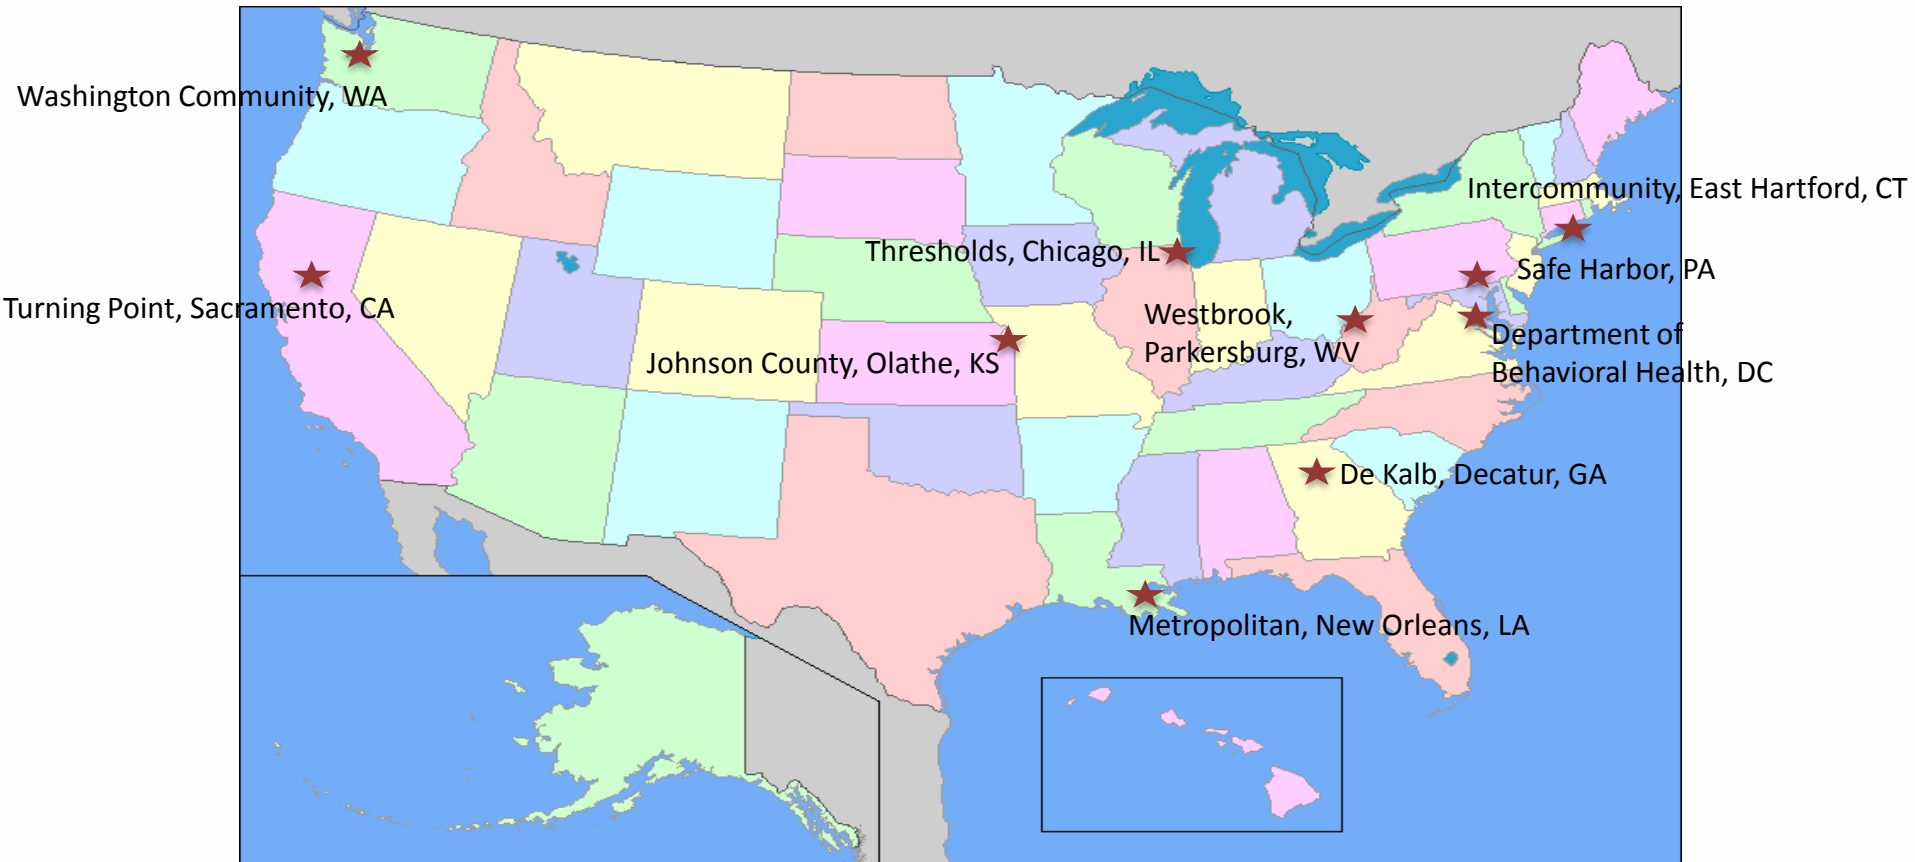 Washington Community, WA
Intercommunity, East Hartford, CT
Thresholds, Chicago, IL
Safe Harbor, PA
Turning Point, Sacramento, CA
Westbrook,
Parkersburg, WV
Department of
Behavioral Health, DC
Johnson County, Olathe, KS
De Kalb, Decatur, GA
Metropolitan, New Orleans, LA